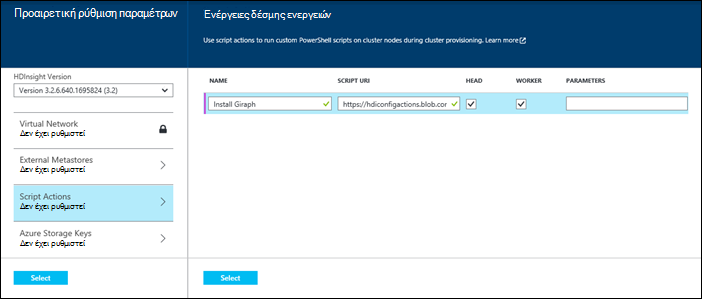 Προαιρετική ρύθμιση παραμέτρων
HDInsight Version
Version 3.2.6.640.1695824 (3.2)
Virtual Network
Δεν έχει ρυθμιστεί
External Metastores
Δεν έχει ρυθμιστεί
Script Actions
Δεν έχει ρυθμιστεί
Azure Storage Keys
Δεν έχει ρυθμιστεί
Select
Ενέργειες δέσμης ενεργειών
Use script actions to run custom PowerShell scripts on cluster nodes during cluster provisioning. Learn more
NAME SCRIPT URI HEAD WORKER PARAMETERS
Install Giraph https://hdiconfigactions.blob.cor
Select